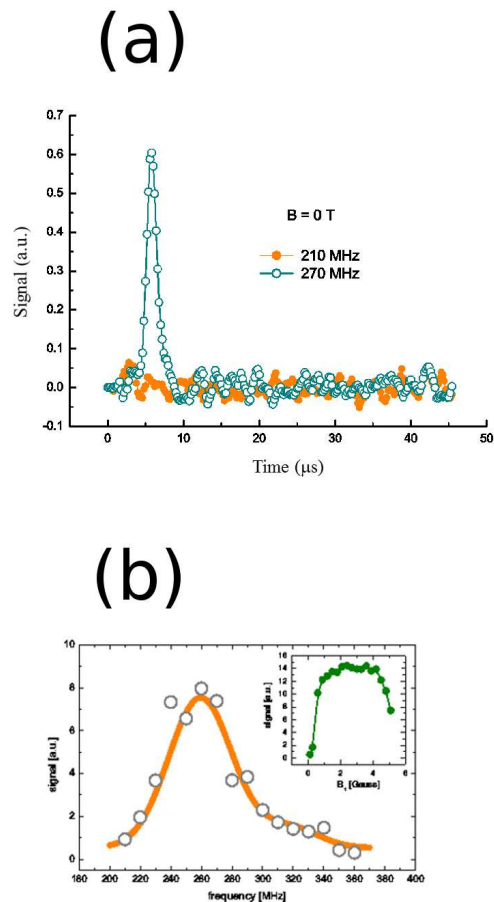 (a)
0.7
0.6
0.5
0.4
0.3
0.2
0.1
0.0
-0.1
Signal (a.u.)
B = 0 T
210 MHz
270 MHz
0 10 20 30 40 50
Time (μs)
(b)
10
8
6
4
2
0
signal [a.u.]
160 180 200 220 240 260 280 300 320 340 360 380 400
frequency [MHz]
16
14
12
10
8
6
4
2
0
signal [a.u.]
0 2 4 6
B₁ [Gauss]